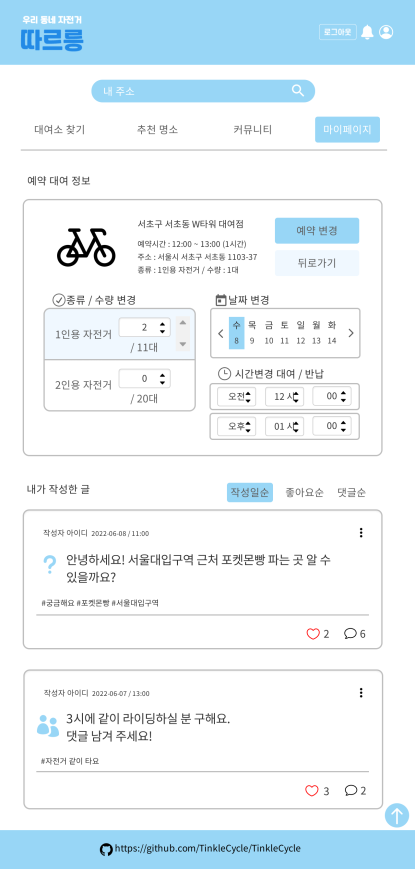 우리 동네 자전거
따르릉
로그아웃
내 주소
대여소 찾기
추천 명소
커뮤니티
마이페이지
예약 대여 정보
서초구 서초동 W타워 대여점
예약시간 : 12:00 ~ 13:00 (1시간)
주소 : 서울시 서초구 서초동 1103-37
종류 : 1인용 자전거 / 수량 : 1대
예약 변경
뒤로가기
종류 / 수량 변경
1인용 자전거
2
/ 11대
2인용 자전거
0
/ 20대
날짜 변경
수 목 금 토 일 월 화
8 9 10 11 12 13 14
시간변경 대여 / 반납
오전 12 시 00
오후 01 시 00
내가 작성한 글
작성일순
좋아요순
댓글순
작성자 아이디 2022-06-08 / 11:00
안녕하세요! 서울대입구역 근처 포켓몬빵 파는 곳 알 수
있을까요?
#궁금해요 #포켓몬빵 #서울대입구역
2 6
작성자 아이디 2022-06-07 / 13:00
3시에 같이 라이딩하실 분 구해요.
댓글 남겨 주세요!
#자전거 같이 타요
3 2
https://github.com/TinkleCycle/TinkleCycle